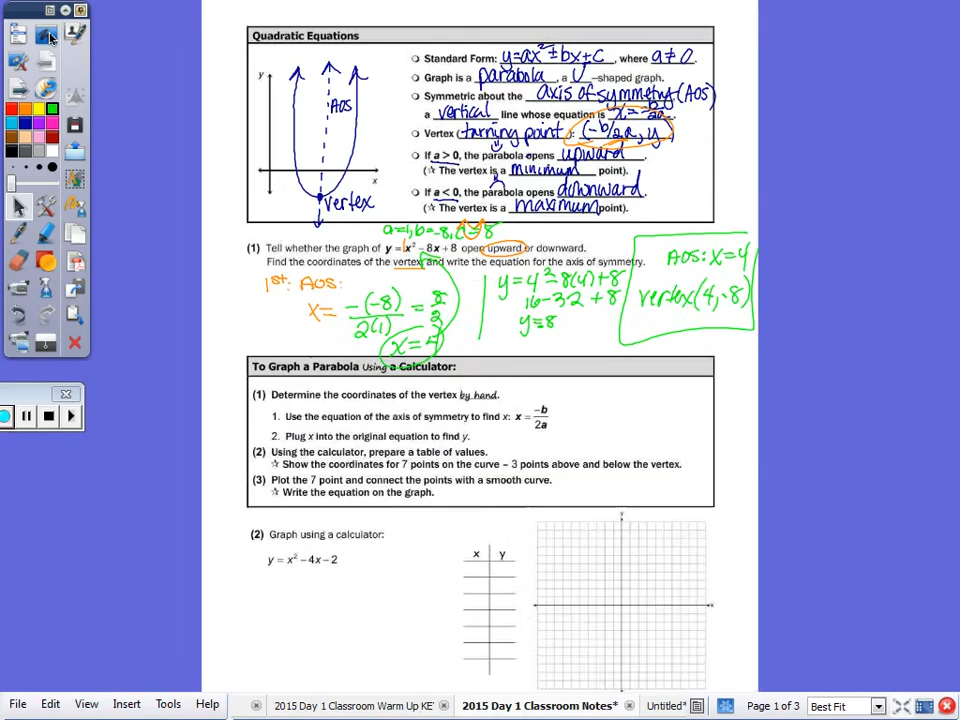 Quadratic Equations
Standard Form: y=ax²±bx±c, where a≠0.
Graph is a parabola, a U-shaped graph.
Symmetric about the axis of symmetry (AOS)
a vertical line whose equation is x=-b/2a.
Vertex (turning point): (-b/2a, y)
If a > 0, the parabola opens upward.
(☆ The vertex is a minimum point).
If a < 0, the parabola opens downward.
(☆ The vertex is a maximum point).
y
AOS
x
vertex
a=1, b=-8, c=8
(1) Tell whether the graph of y = x² – 8x + 8 open upward or downward.
Find the coordinates of the vertex and write the equation for the axis of symmetry.
1st: AOS:
x= -(-8)/2(1) = 8/2
x=4
y=4²-8(4)+8
16-32+8
y=-8
AOS: x=4
vertex(4,-8)
To Graph a Parabola Using a Calculator:
(1) Determine the coordinates of the vertex by hand.
1. Use the equation of the axis of symmetry to find x: x = -b/2a
2. Plug x into the original equation to find y.
(2) Using the calculator, prepare a table of values.
☆ Show the coordinates for 7 points on the curve – 3 points above and below the vertex.
(3) Plot the 7 point and connect the points with a smooth curve.
☆ Write the equation on the graph.
(2) Graph using a calculator:
y = x² – 4x – 2
x y
y
x
File Edit View Insert Tools Help 2015 Day 1 Classroom Warm Up KE 2015 Day 1 Classroom Notes* Untitled* Page 1 of 3 Best Fit